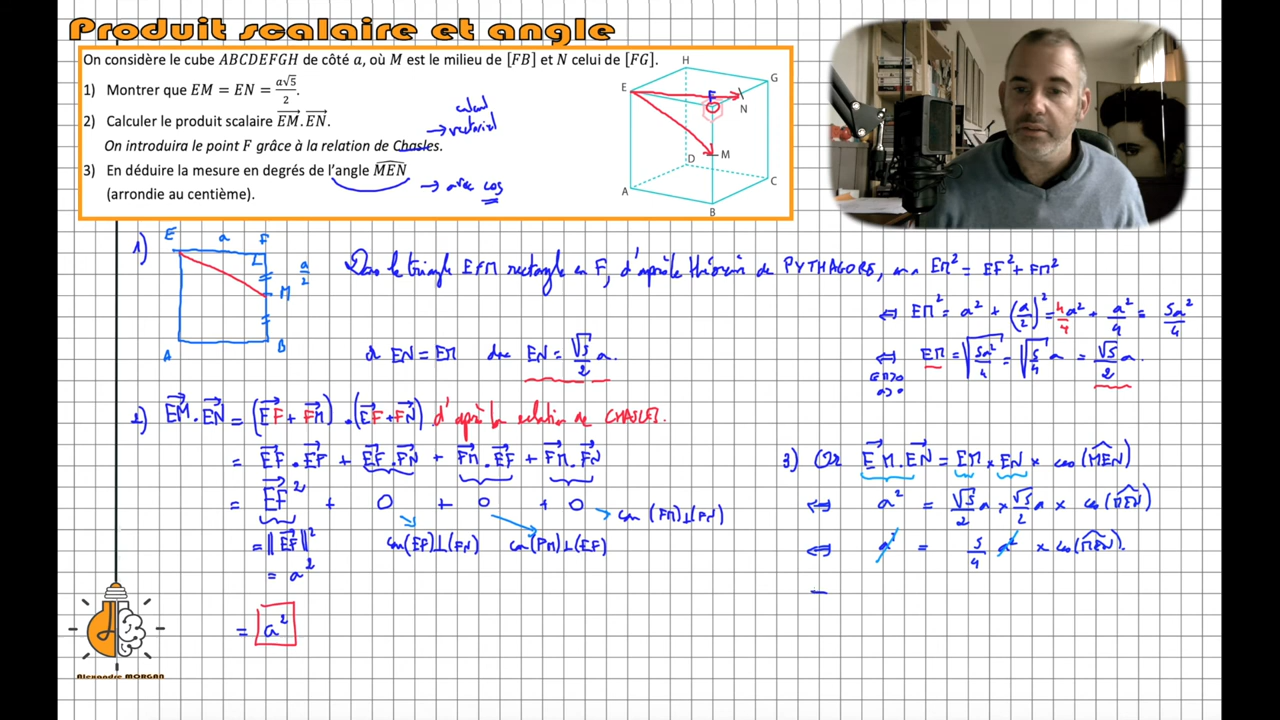 Produit scalaire et angle
On considère le cube ABCDEFGH de côté a, où M est le milieu de [FB] et N celui de [FG].
1) Montrer que EM = EN = a√5/2.
2) Calculer le produit scalaire EM⃗.EN⃗.
On introduira le point F grâce à la relation de Chasles.
3) En déduire la mesure en degrés de l'angle MEN̂
(arrondie au centième).
calcul
→ vectoriel
→ avec cos
H
G
E
F
N
D
M
A
C
B
1)
E a F
a/2
M
A B
Dans le triangle EFM rectangle en F, d'après le théorème de PYTHAGORE, on a EM² = EF² + FM²
⇔ EM² = a² + (a/2)² = 4/4 a² + a²/4 = 5a²/4
⇔ EM = √(5a²/4) = √(5/4) a = √5/2 a.
EM>0
a>0
or EN = EM donc EN = √5/2 a.
2) EM⃗.EN⃗ = (EF⃗ + FM⃗).(EF⃗ + FN⃗) d'après la relation de CHASLES.
= EF⃗.EF⃗ + EF⃗.FN⃗ + FM⃗.EF⃗ + FM⃗.FN⃗
= EF⃗² + 0 + 0 + 0
car (FM)⊥(FN)
= ||EF⃗||² car (EF)⊥(FN) car (FM)⊥(EF)
= a²
= a²
3) Or EM⃗.EN⃗ = EM × EN × cos(MEN̂)
⇔ a² = √5/2 a × √5/2 a × cos(MEN̂)
⇔ a² = 5/4 a² × cos(MEN̂).
Alexandre MORGAN